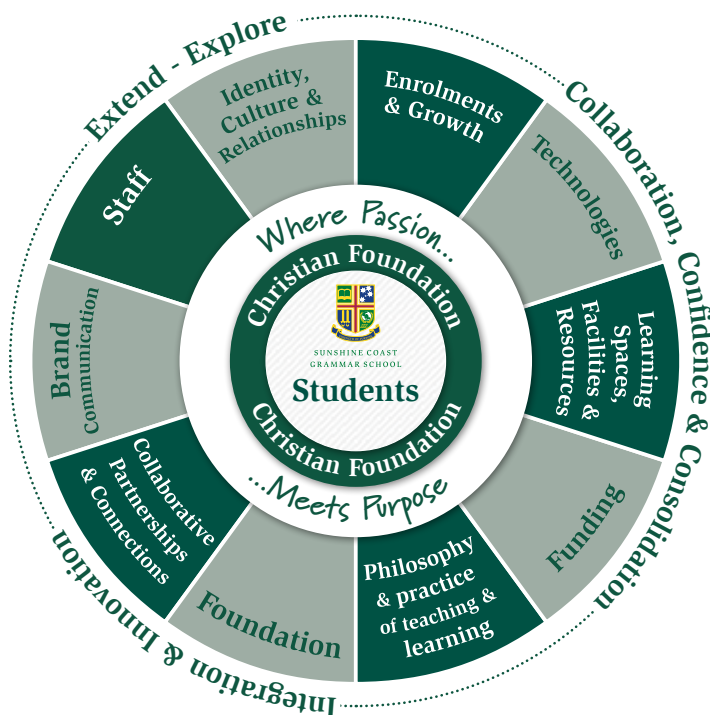 Extend - Explore
Collaboration, Confidence & Consolidation
Integration & Innovation
Enrolments
& Growth
Technologies
Learning
Spaces,
Facilities &
Resources
Funding
Philosophy
& practice
of teaching &
learning
Foundation
Collaborative
Partnerships
& Connections
Brand
Communication
Staff
Identity,
Culture &
Relationships
Where Passion...
Christian Foundation
SUNSHINE COAST
GRAMMAR SCHOOL
Students
Christian Foundation
...Meets Purpose